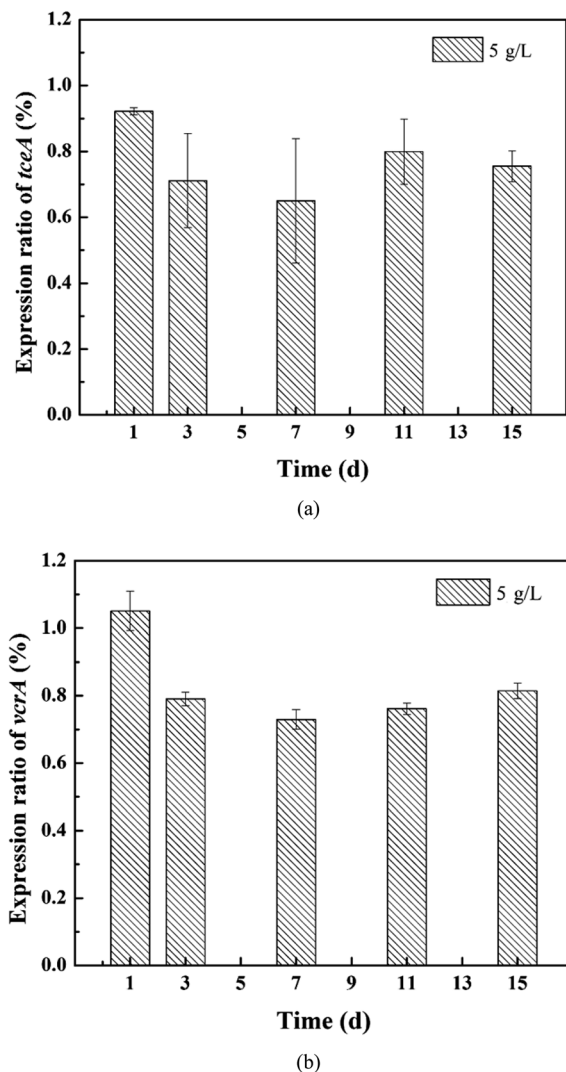 1.2
1.0
0.8
0.6
0.4
0.2
0.0
Expression ratio of tceA (%)
5 g/L
1 3 5 7 9 11 13 15
Time (d)
(a)
1.2
1.0
0.8
0.6
0.4
0.2
0.0
Expression ratio of vcrA (%)
5 g/L
1 3 5 7 9 11 13 15
Time (d)
(b)